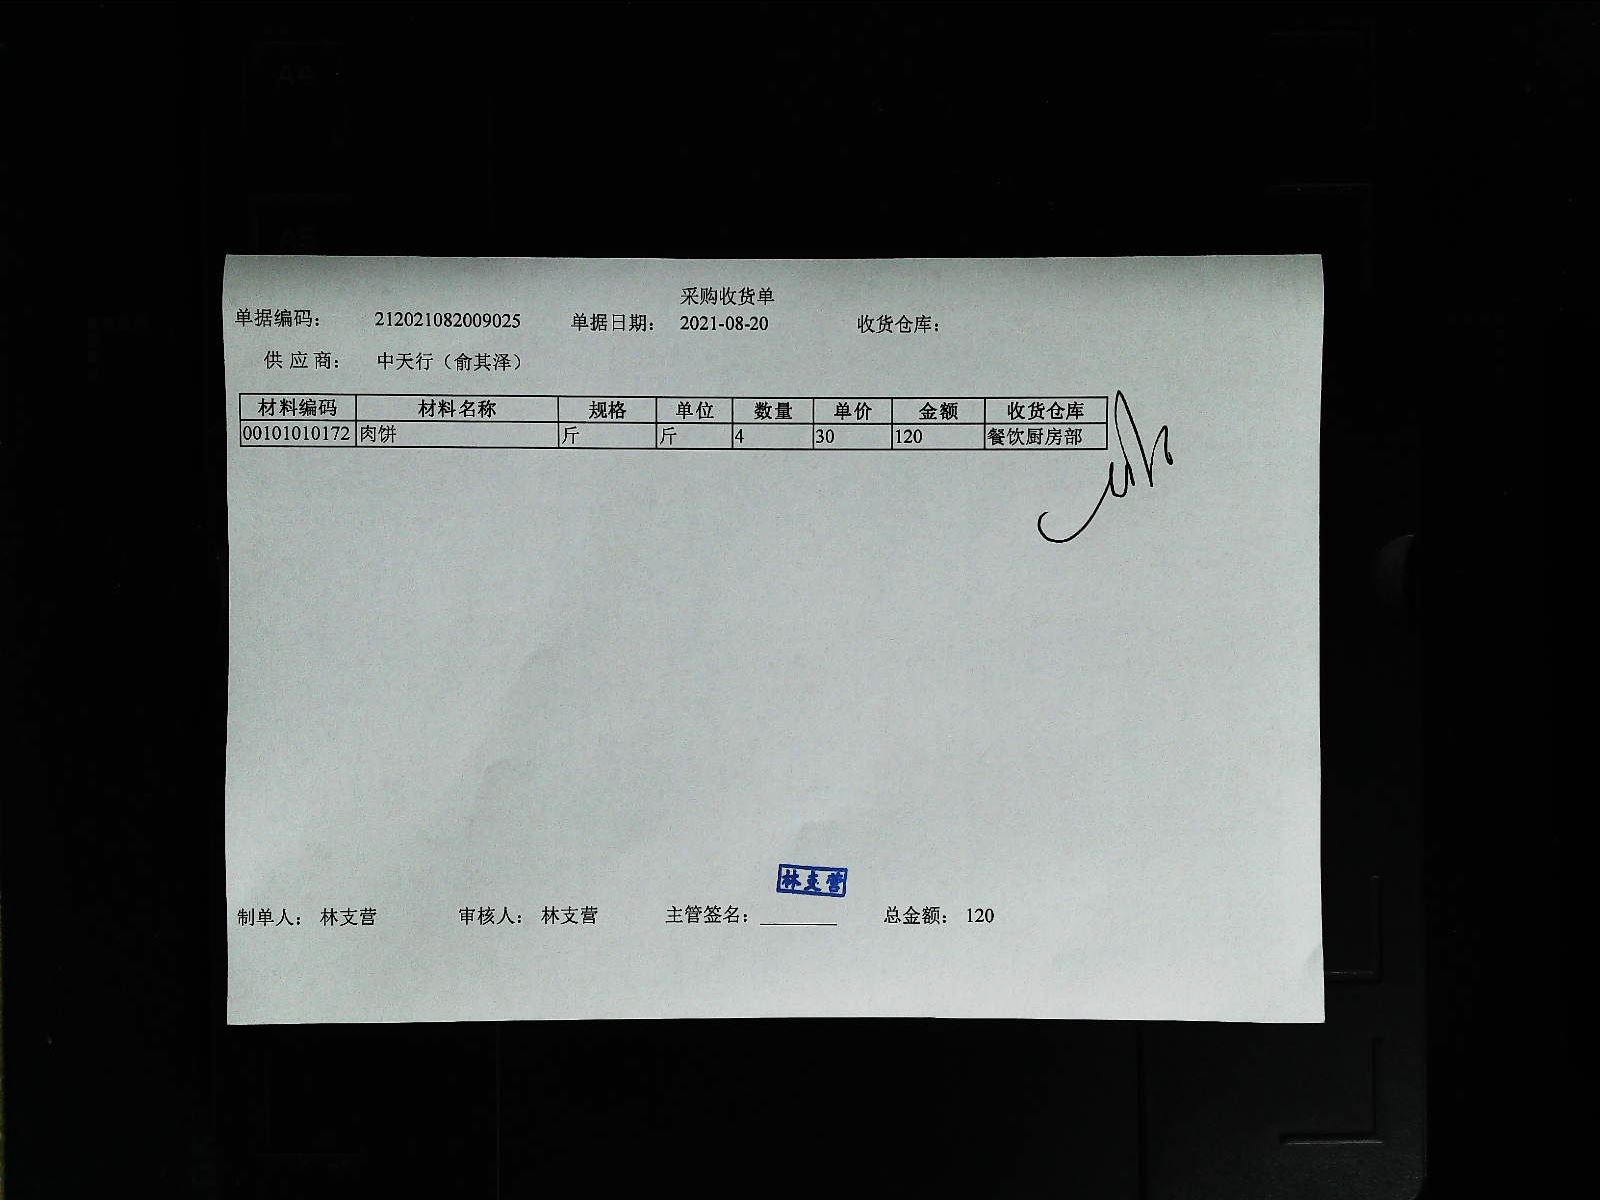 采购收货单
单据编码： 212021082009025 单据日期： 2021-08-20 收货仓库：
供应商： 中天行（俞其泽）
材料编码 材料名称 规格 单位 数量 单价 金额 收货仓库
00101010172 肉饼 斤 斤 4 30 120 餐饮厨房部
林支营
制单人： 林支营 审核人： 林支营 主管签名： 总金额： 120